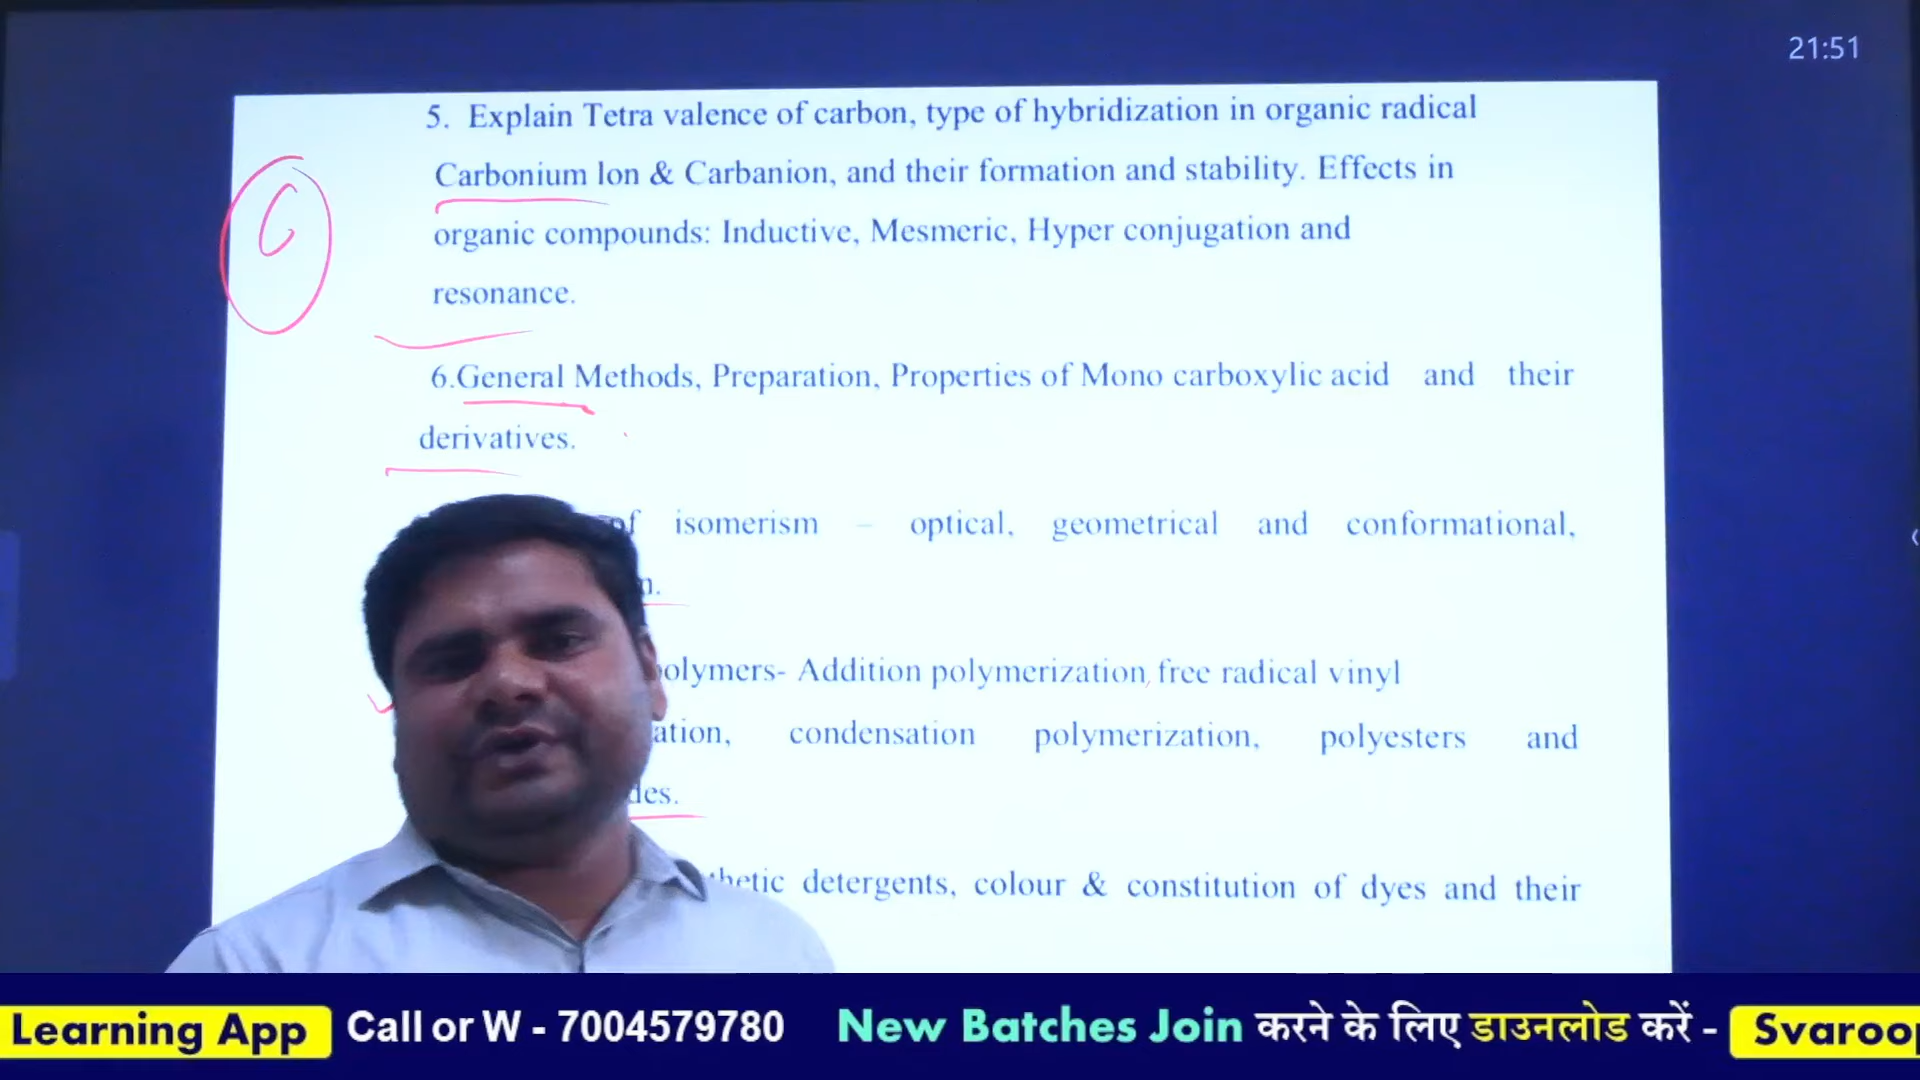 21:51
5. Explain Tetra valence of carbon, type of hybridization in organic radical
Carbonium lon & Carbanion, and their formation and stability. Effects in
organic compounds: Inductive, Mesmeric, Hyper conjugation and
resonance.
6.General Methods, Preparation, Properties of Mono carboxylic acid and their
derivatives.
of isomerism – optical, geometrical and conformational,
olymers- Addition polymerization, free radical vinyl
ation, condensation polymerization, polyesters and
des.
thetic detergents, colour & constitution of dyes and their
Learning App Call or W - 7004579780 New Batches Join करने के लिए डाउनलोड करें - Svaroo